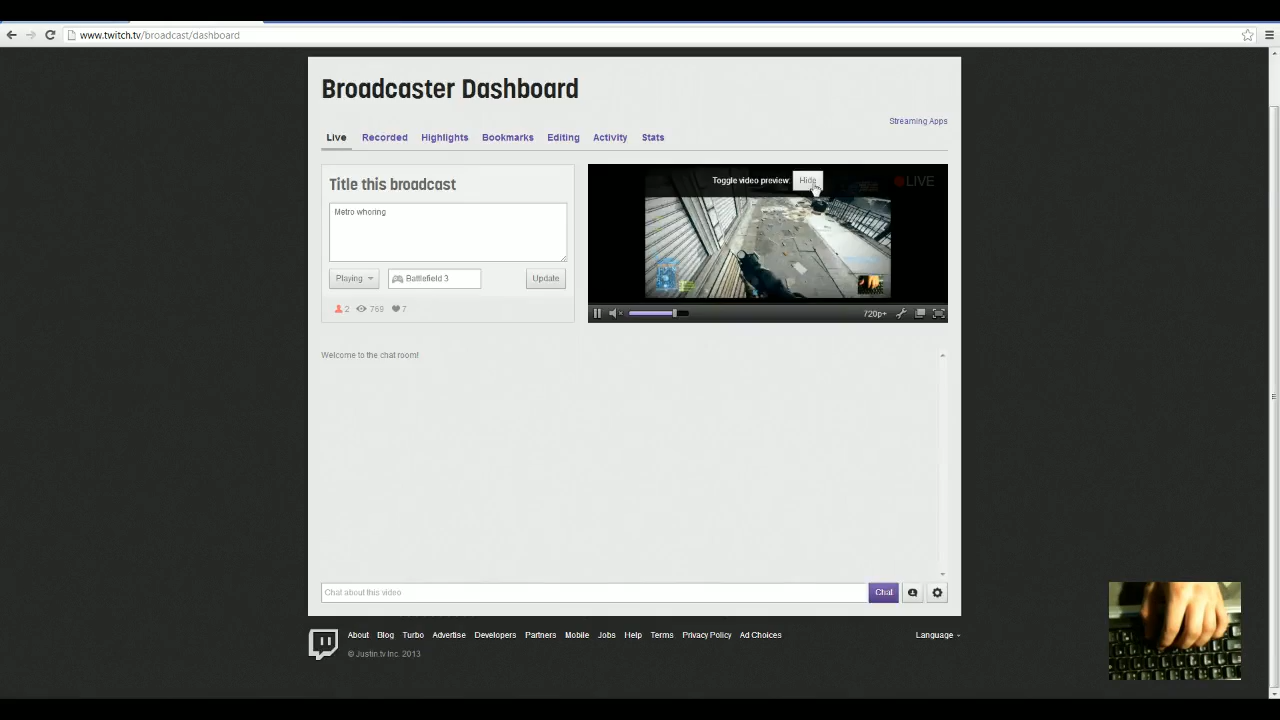 www.twitch.tv/broadcast/dashboard
Broadcaster Dashboard
Streaming Apps
Live Recorded Highlights Bookmarks Editing Activity Stats
Title this broadcast
Metro whoring
Playing Battlefield 3 Update
2 769 7
Toggle video preview: Hide
LIVE
720p+
Welcome to the chat room!
Chat about this video Chat
About Blog Turbo Advertise Developers Partners Mobile Jobs Help Terms Privacy Policy Ad Choices Language
© Justin.tv Inc. 2013